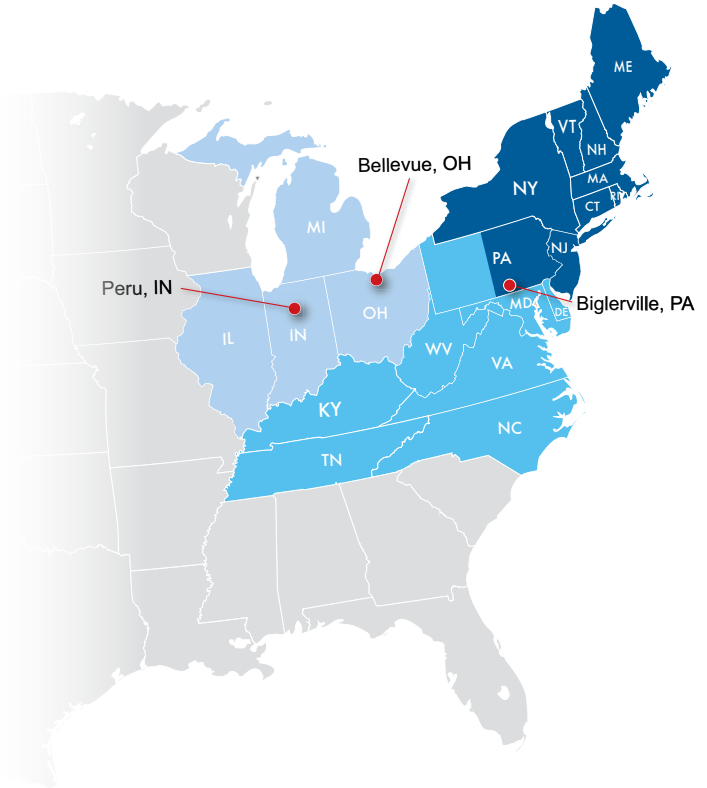 ME
VT
NH
Bellevue, OH
MA
NY
RI
CT
MI
NJ
PA
Peru, IN
Biglerville, PA
MD
DE
OH
IN
IL
WV
VA
KY
NC
TN